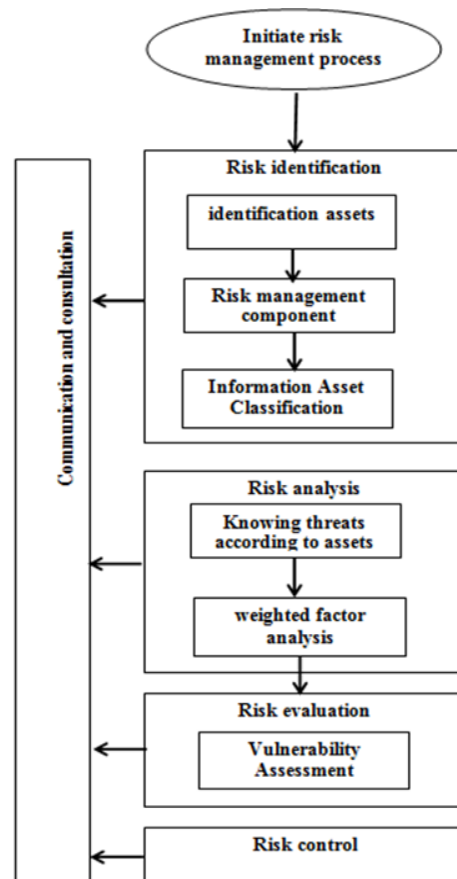 Initiate risk
management process
Risk identification
identification assets
Risk management
component
Information Asset
Classification
Communication and consultation
Risk analysis
Knowing threats
according to assets
weighted factor
analysis
Risk evaluation
Vulnerability
Assessment
Risk control